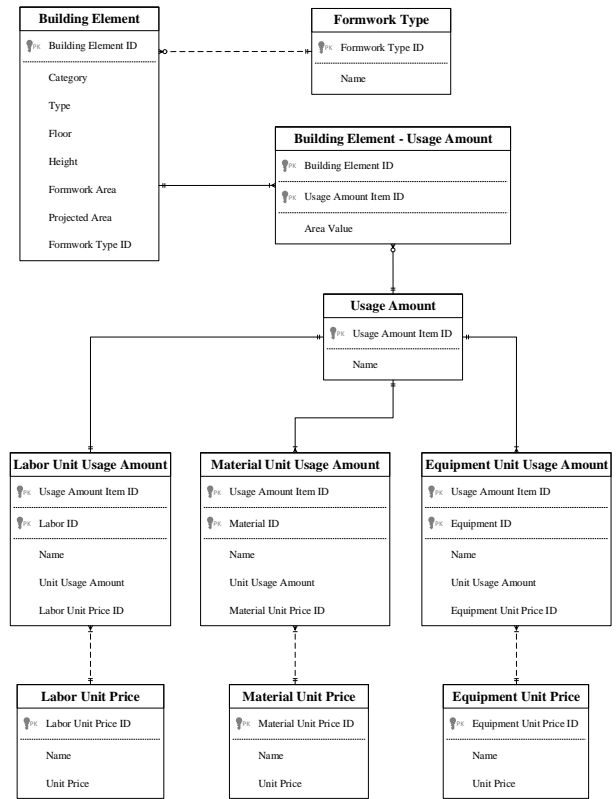 Building Element
PK Building Element ID
Category
Type
Floor
Height
Formwork Area
Projected Area
Formwork Type ID
Formwork Type
PK Formwork Type ID
Name
Building Element - Usage Amount
PK Building Element ID
PK Usage Amount Item ID
Area Value
Usage Amount
PK Usage Amount Item ID
Name
Labor Unit Usage Amount
PK Usage Amount Item ID
PK Labor ID
Name
Unit Usage Amount
Labor Unit Price ID
Material Unit Usage Amount
PK Usage Amount Item ID
PK Material ID
Name
Unit Usage Amount
Material Unit Price ID
Equipment Unit Usage Amount
PK Usage Amount Item ID
PK Equipment ID
Name
Unit Usage Amount
Equipment Unit Price ID
Labor Unit Price
PK Labor Unit Price ID
Name
Unit Price
Material Unit Price
PK Material Unit Price ID
Name
Unit Price
Equipment Unit Price
PK Equipment Unit Price ID
Name
Unit Price